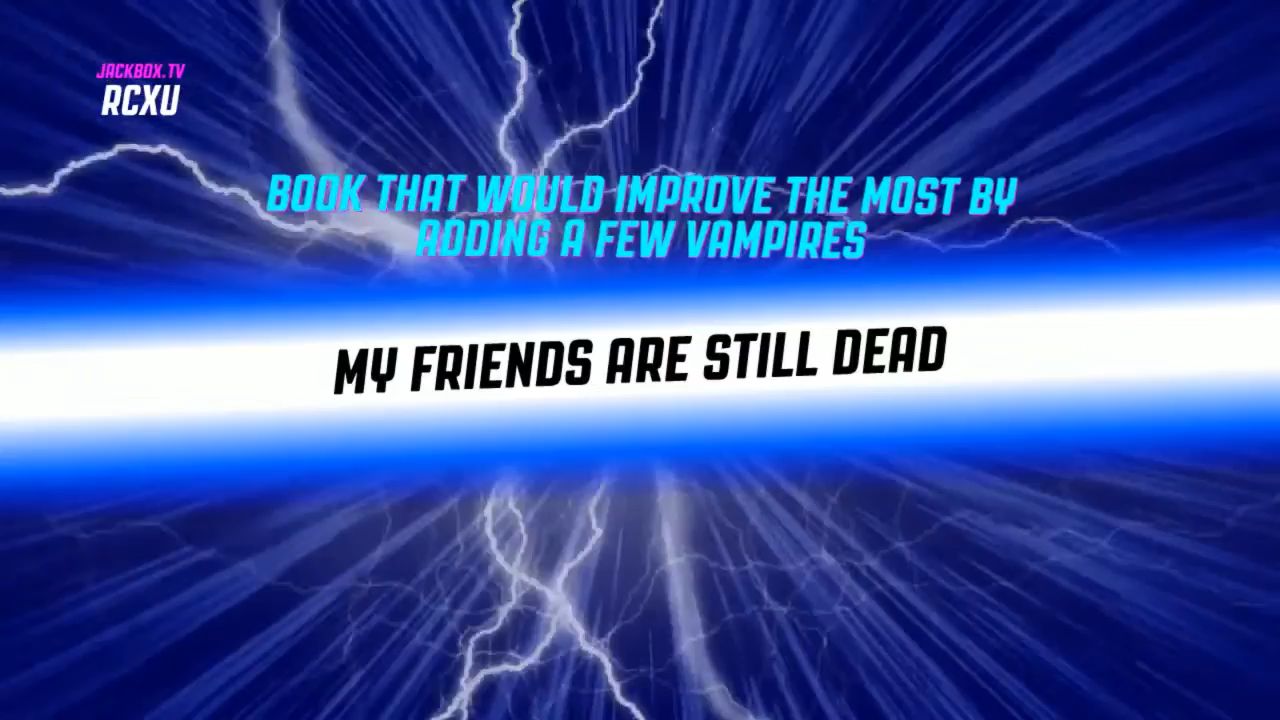 JACKBOX.TV
RCXU
BOOK THAT WOULD IMPROVE THE MOST BY
ADDING A FEW VAMPIRES
MY FRIENDS ARE STILL DEAD